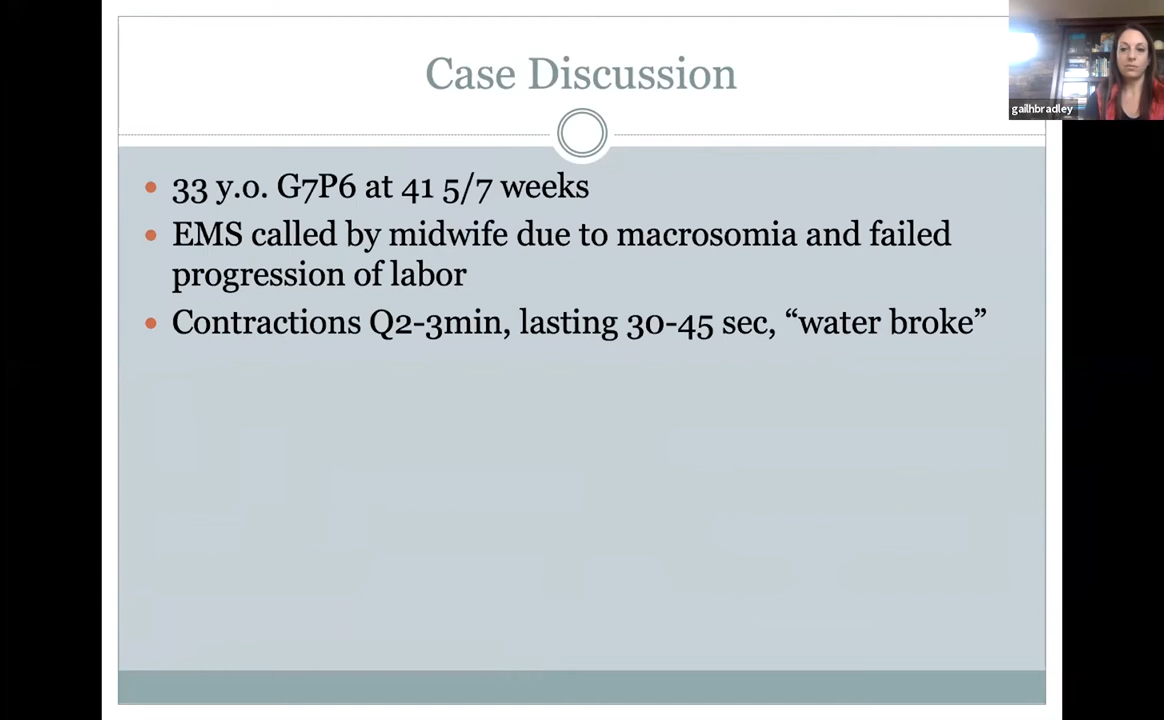 Case Discussion
gailhbradley
• 33 y.o. G7P6 at 41 5/7 weeks
• EMS called by midwife due to macrosomia and failed
progression of labor
• Contractions Q2-3min, lasting 30-45 sec, “water broke”